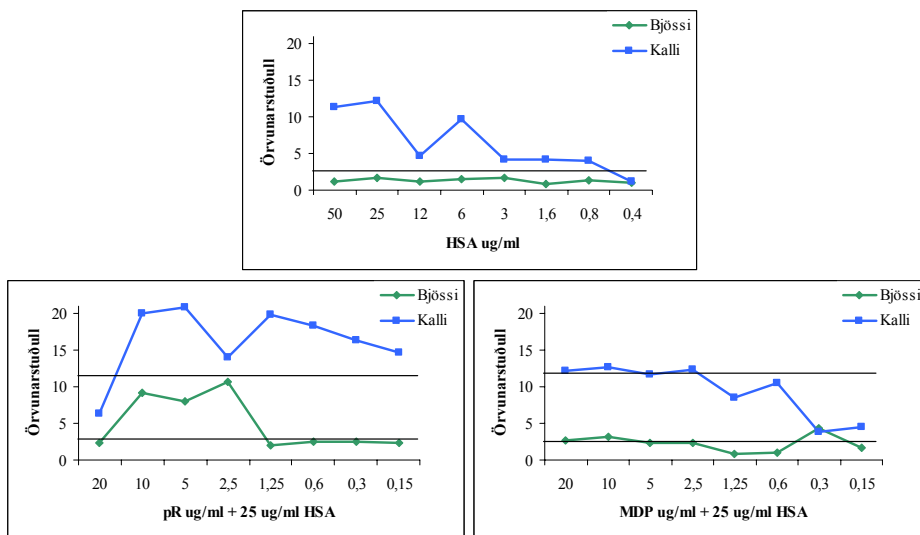 Bjössi
Kalli
Örvunarstuðull
20
15
10
5
0
50 25 12 6 3 1,6 0,8 0,4
HSA ug/ml
Bjössi
Kalli
Örvunarstuðull
20
15
10
5
0
20 10 5 2,5 1,25 0,6 0,3 0,15
pR ug/ml + 25 ug/ml HSA
Bjössi
Kalli
Örvunarstuðull
20
15
10
5
0
20 10 5 2,5 1,25 0,6 0,3 0,15
MDP ug/ml + 25 ug/ml HSA